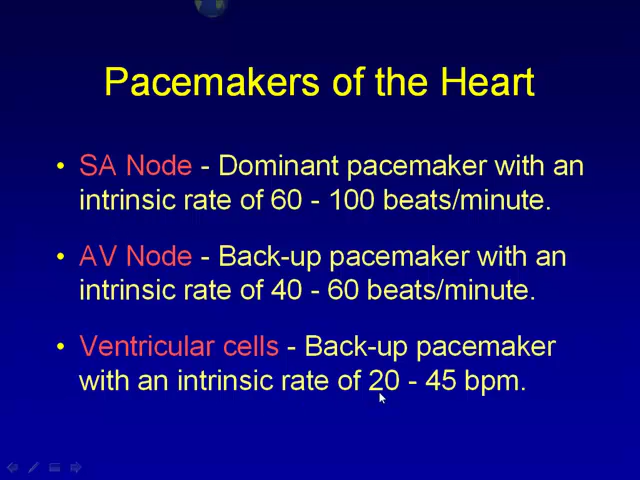 Pacemakers of the Heart
• SA Node - Dominant pacemaker with an
intrinsic rate of 60 - 100 beats/minute.
• AV Node - Back-up pacemaker with an
intrinsic rate of 40 - 60 beats/minute.
• Ventricular cells - Back-up pacemaker
with an intrinsic rate of 20 - 45 bpm.